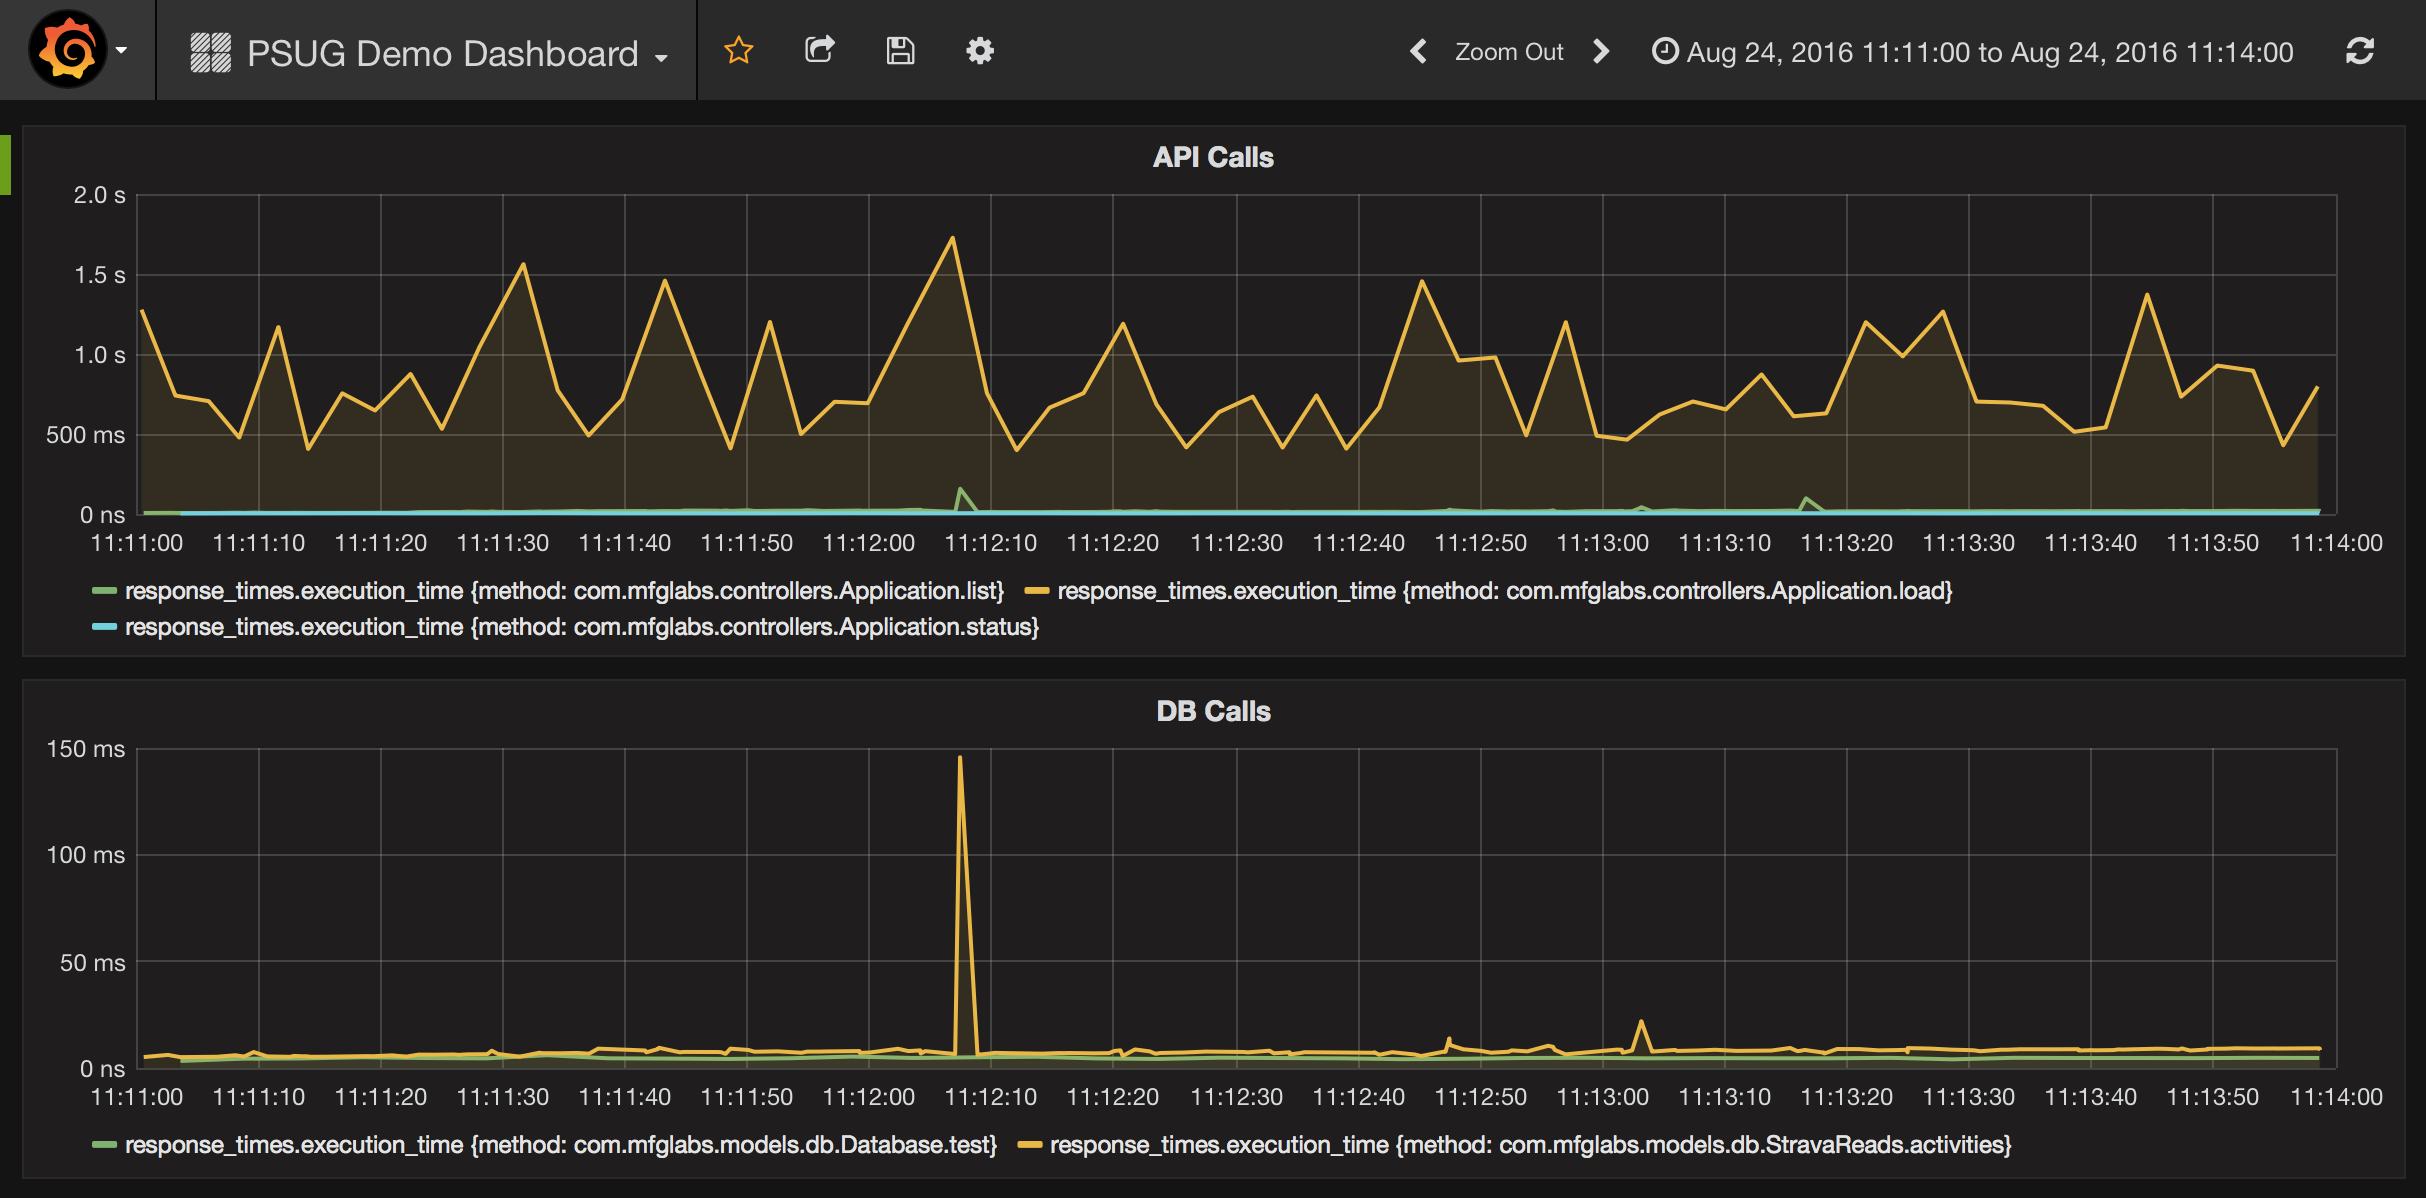 PSUG Demo Dashboard
Zoom Out
Aug 24, 2016 11:11:00 to Aug 24, 2016 11:14:00
API Calls
2.0 s
1.5 s
1.0 s
500 ms
0 ns
11:11:00 11:11:10 11:11:20 11:11:30 11:11:40 11:11:50 11:12:00 11:12:10 11:12:20 11:12:30 11:12:40 11:12:50 11:13:00 11:13:10 11:13:20 11:13:30 11:13:40 11:13:50 11:14:00
response_times.execution_time {method: com.mfglabs.controllers.Application.list} response_times.execution_time {method: com.mfglabs.controllers.Application.load}
response_times.execution_time {method: com.mfglabs.controllers.Application.status}
DB Calls
150 ms
100 ms
50 ms
0 ns
11:11:00 11:11:10 11:11:20 11:11:30 11:11:40 11:11:50 11:12:00 11:12:10 11:12:20 11:12:30 11:12:40 11:12:50 11:13:00 11:13:10 11:13:20 11:13:30 11:13:40 11:13:50 11:14:00
response_times.execution_time {method: com.mfglabs.models.db.Database.test} response_times.execution_time {method: com.mfglabs.models.db.StravaReads.activities}